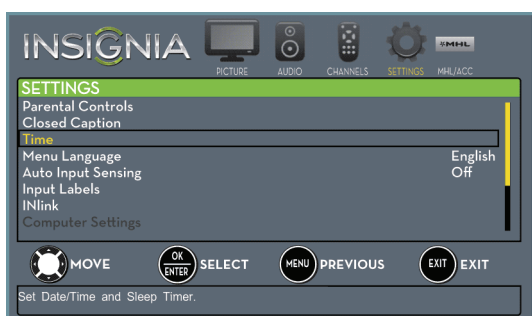 INSIGNIA
PICTURE AUDIO CHANNELS SETTINGS MHL/ACC
MHL
SETTINGS
Parental Controls
Closed Caption
Time
Menu Language English
Auto Input Sensing Off
Input Labels
INlink
Computer Settings
MOVE OK ENTER SELECT MENU PREVIOUS EXIT EXIT
Set Date/Time and Sleep Timer.